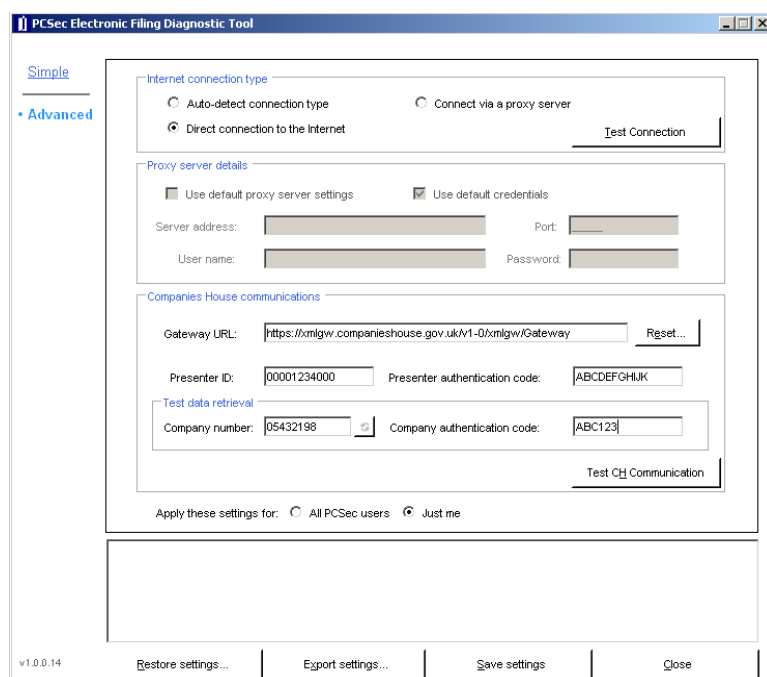 PCSec Electronic Filing Diagnostic Tool
Simple
• Advanced
Internet connection type
Auto-detect connection type
Connect via a proxy server
Direct connection to the Internet
Test Connection
Proxy server details
Use default proxy server settings
Use default credentials
Server address:
Port:
User name:
Password:
Companies House communications
Gateway URL: https://xmlgw.companieshouse.gov.uk/v1-0/xmlgw/Gateway Reset...
Presenter ID: 00001234000 Presenter authentication code: ABCDEFGHIJK
Test data retrieval
Company number: 05432198 Company authentication code: ABC123
Test CH Communication
Apply these settings for: All PCSec users Just me
v1.0.0.14 Restore settings... Export settings... Save settings Close